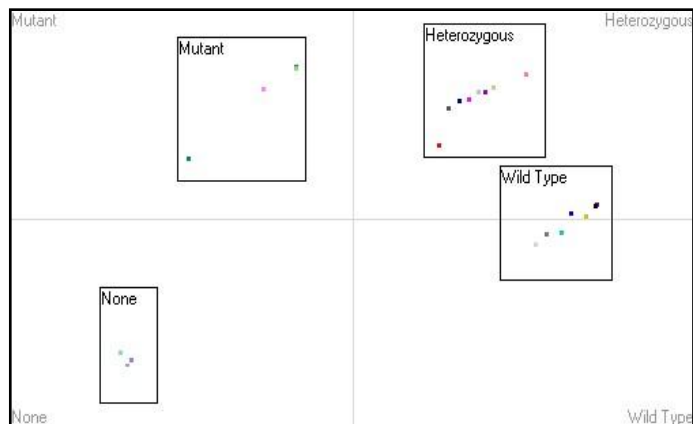 Mutant
Heterozygous
Mutant
Heterozygous
Wild Type
None
None
Wild Type